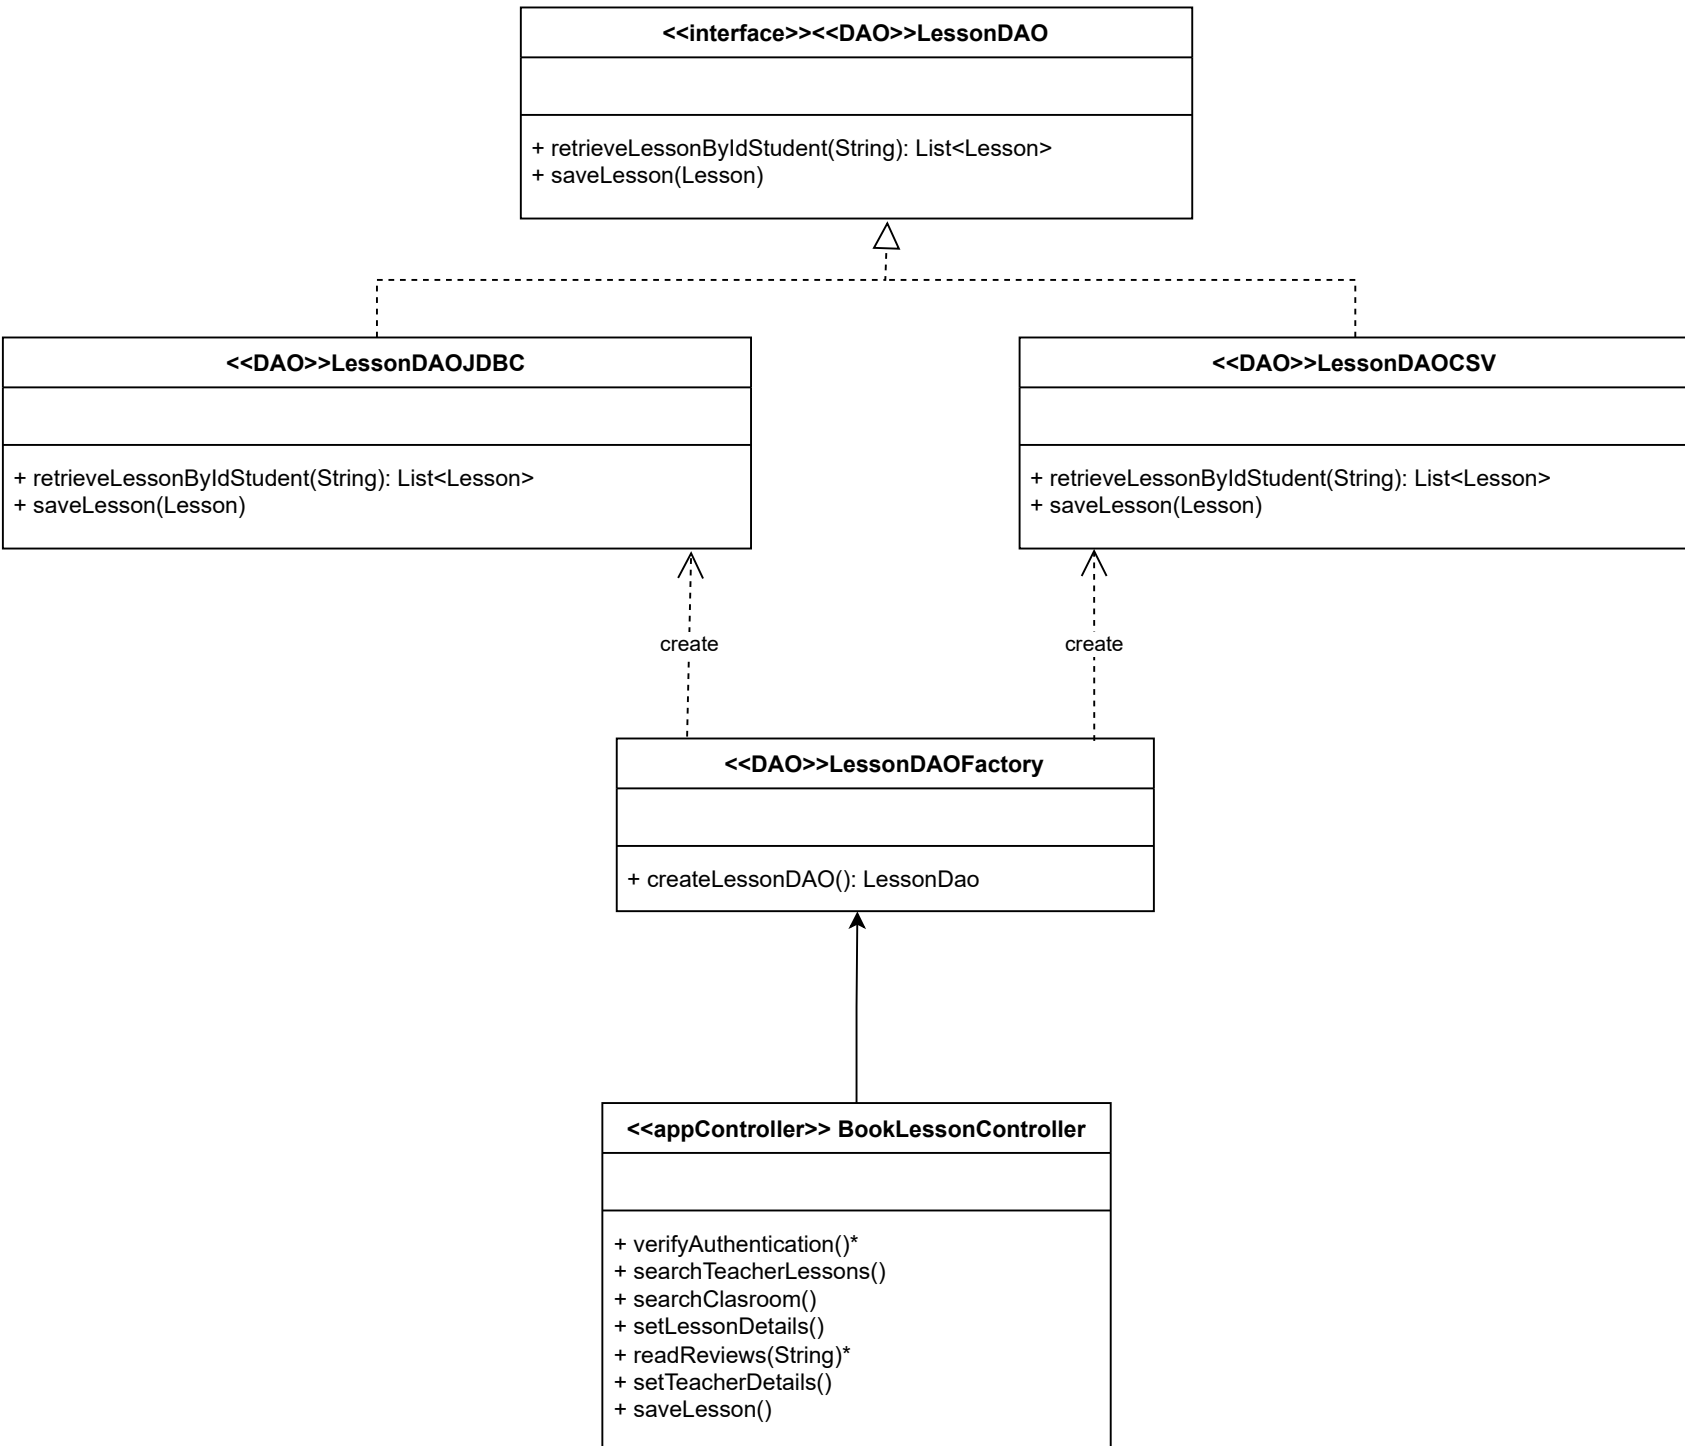 <<interface>><<DAO>>LessonDAO
+ retrieveLessonByIdStudent(String): List<Lesson>
+ saveLesson(Lesson)
<<DAO>>LessonDAOJDBC
+ retrieveLessonByIdStudent(String): List<Lesson>
+ saveLesson(Lesson)
<<DAO>>LessonDAOCSV
+ retrieveLessonByIdStudent(String): List<Lesson>
+ saveLesson(Lesson)
create
create
<<DAO>>LessonDAOFactory
+ createLessonDAO(): LessonDao
<<appController>> BookLessonController
+ verifyAuthentication()*
+ searchTeacherLessons()
+ searchClasroom()
+ setLessonDetails()
+ readReviews(String)*
+ setTeacherDetails()
+ saveLesson()